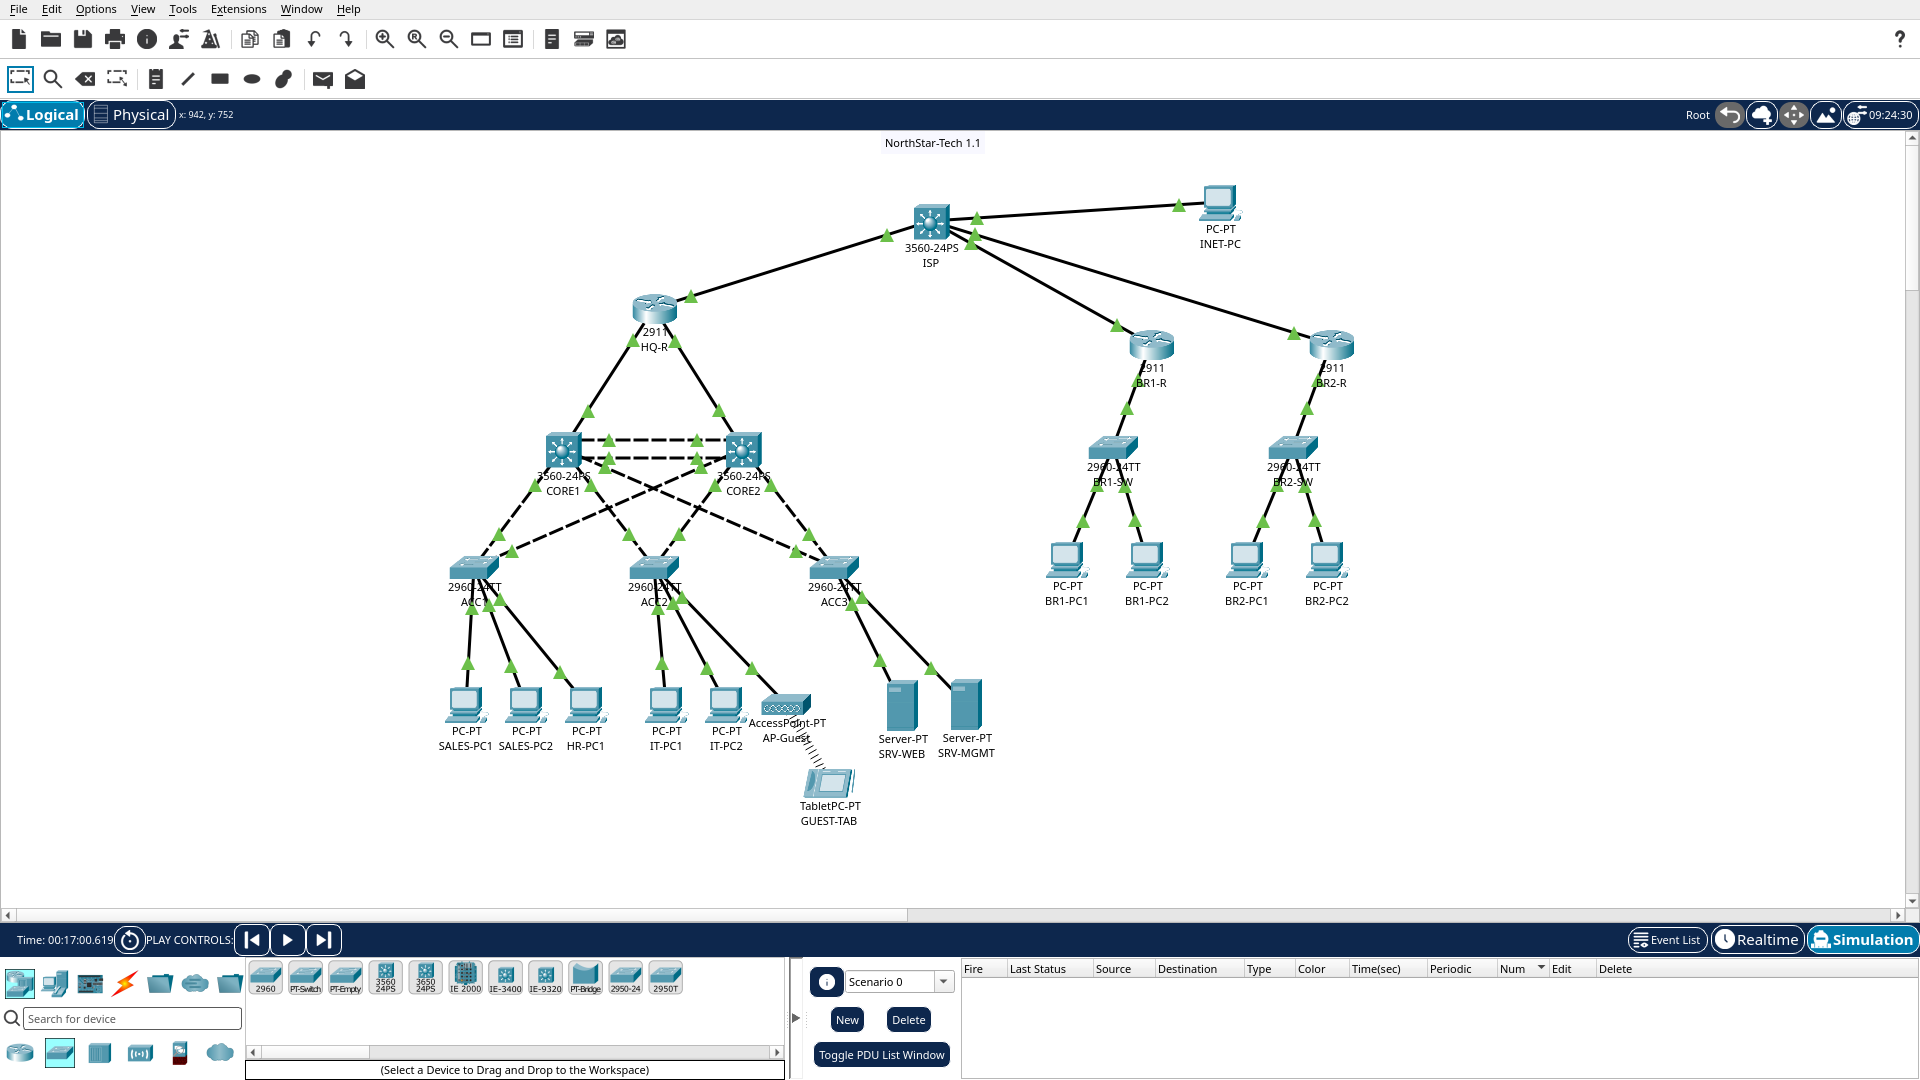 File Edit Options View Tools Extensions Window Help
?
Logical Physical x: 942, y: 752 Root 09:24:30
NorthStar-Tech 1.1
PC-PT
INET-PC
3560-24PS
ISP
2911
HQ-R
2911
BR1-R
2911
BR2-R
3560-24PS
CORE1
3560-24PS
CORE2
2960-24TT
BR1-SW
2960-24TT
BR2-SW
2960-24TT
ACC1
2960-24TT
ACC2
2960-24TT
ACC3
PC-PT
BR1-PC1
PC-PT
BR1-PC2
PC-PT
BR2-PC1
PC-PT
BR2-PC2
PC-PT
SALES-PC1
PC-PT
SALES-PC2
PC-PT
HR-PC1
PC-PT
IT-PC1
PC-PT
IT-PC2
AccessPoint-PT
AP-Guest
Server-PT
SRV-WEB
Server-PT
SRV-MGMT
TabletPC-PT
GUEST-TAB
Time: 00:17:00.619 PLAY CONTROLS: Event List Realtime Simulation
2960 PT-Switch PT-Empty 3560 24PS 3650 24PS IE 2000 IE-3400 IE-9320 PT-Bridge 2950-24 2950T
Search for device
(Select a Device to Drag and Drop to the Workspace)
Scenario 0
New Delete
Toggle PDU List Window
Fire Last Status Source Destination Type Color Time(sec) Periodic Num Edit Delete